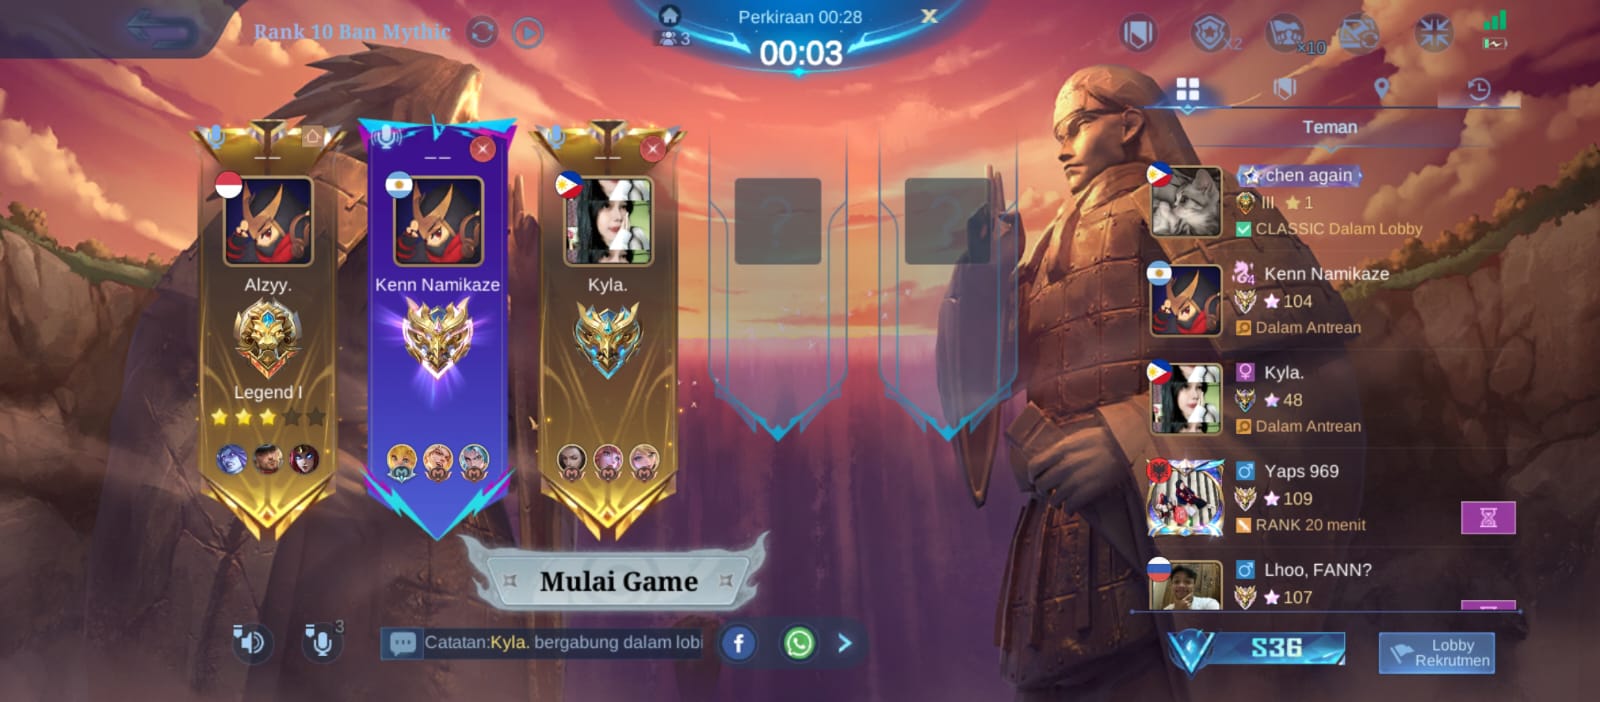 Rank 10 Ban Mythic
3
Perkiraan 00:28
X
00:03
X2
×10
Teman
chen again
III 1
CLASSIC Dalam Lobby
Kenn Namikaze
104
Dalam Antrean
Kyla.
48
Dalam Antrean
Yaps 969
109
RANK 20 menit
Lhoo, FANN?
107
Alzyy.
Legend I
Kenn Namikaze
Kyla.
Mulai Game
3
Catatan:Kyla. bergabung dalam lobi
S36
Lobby
Rekrutmen